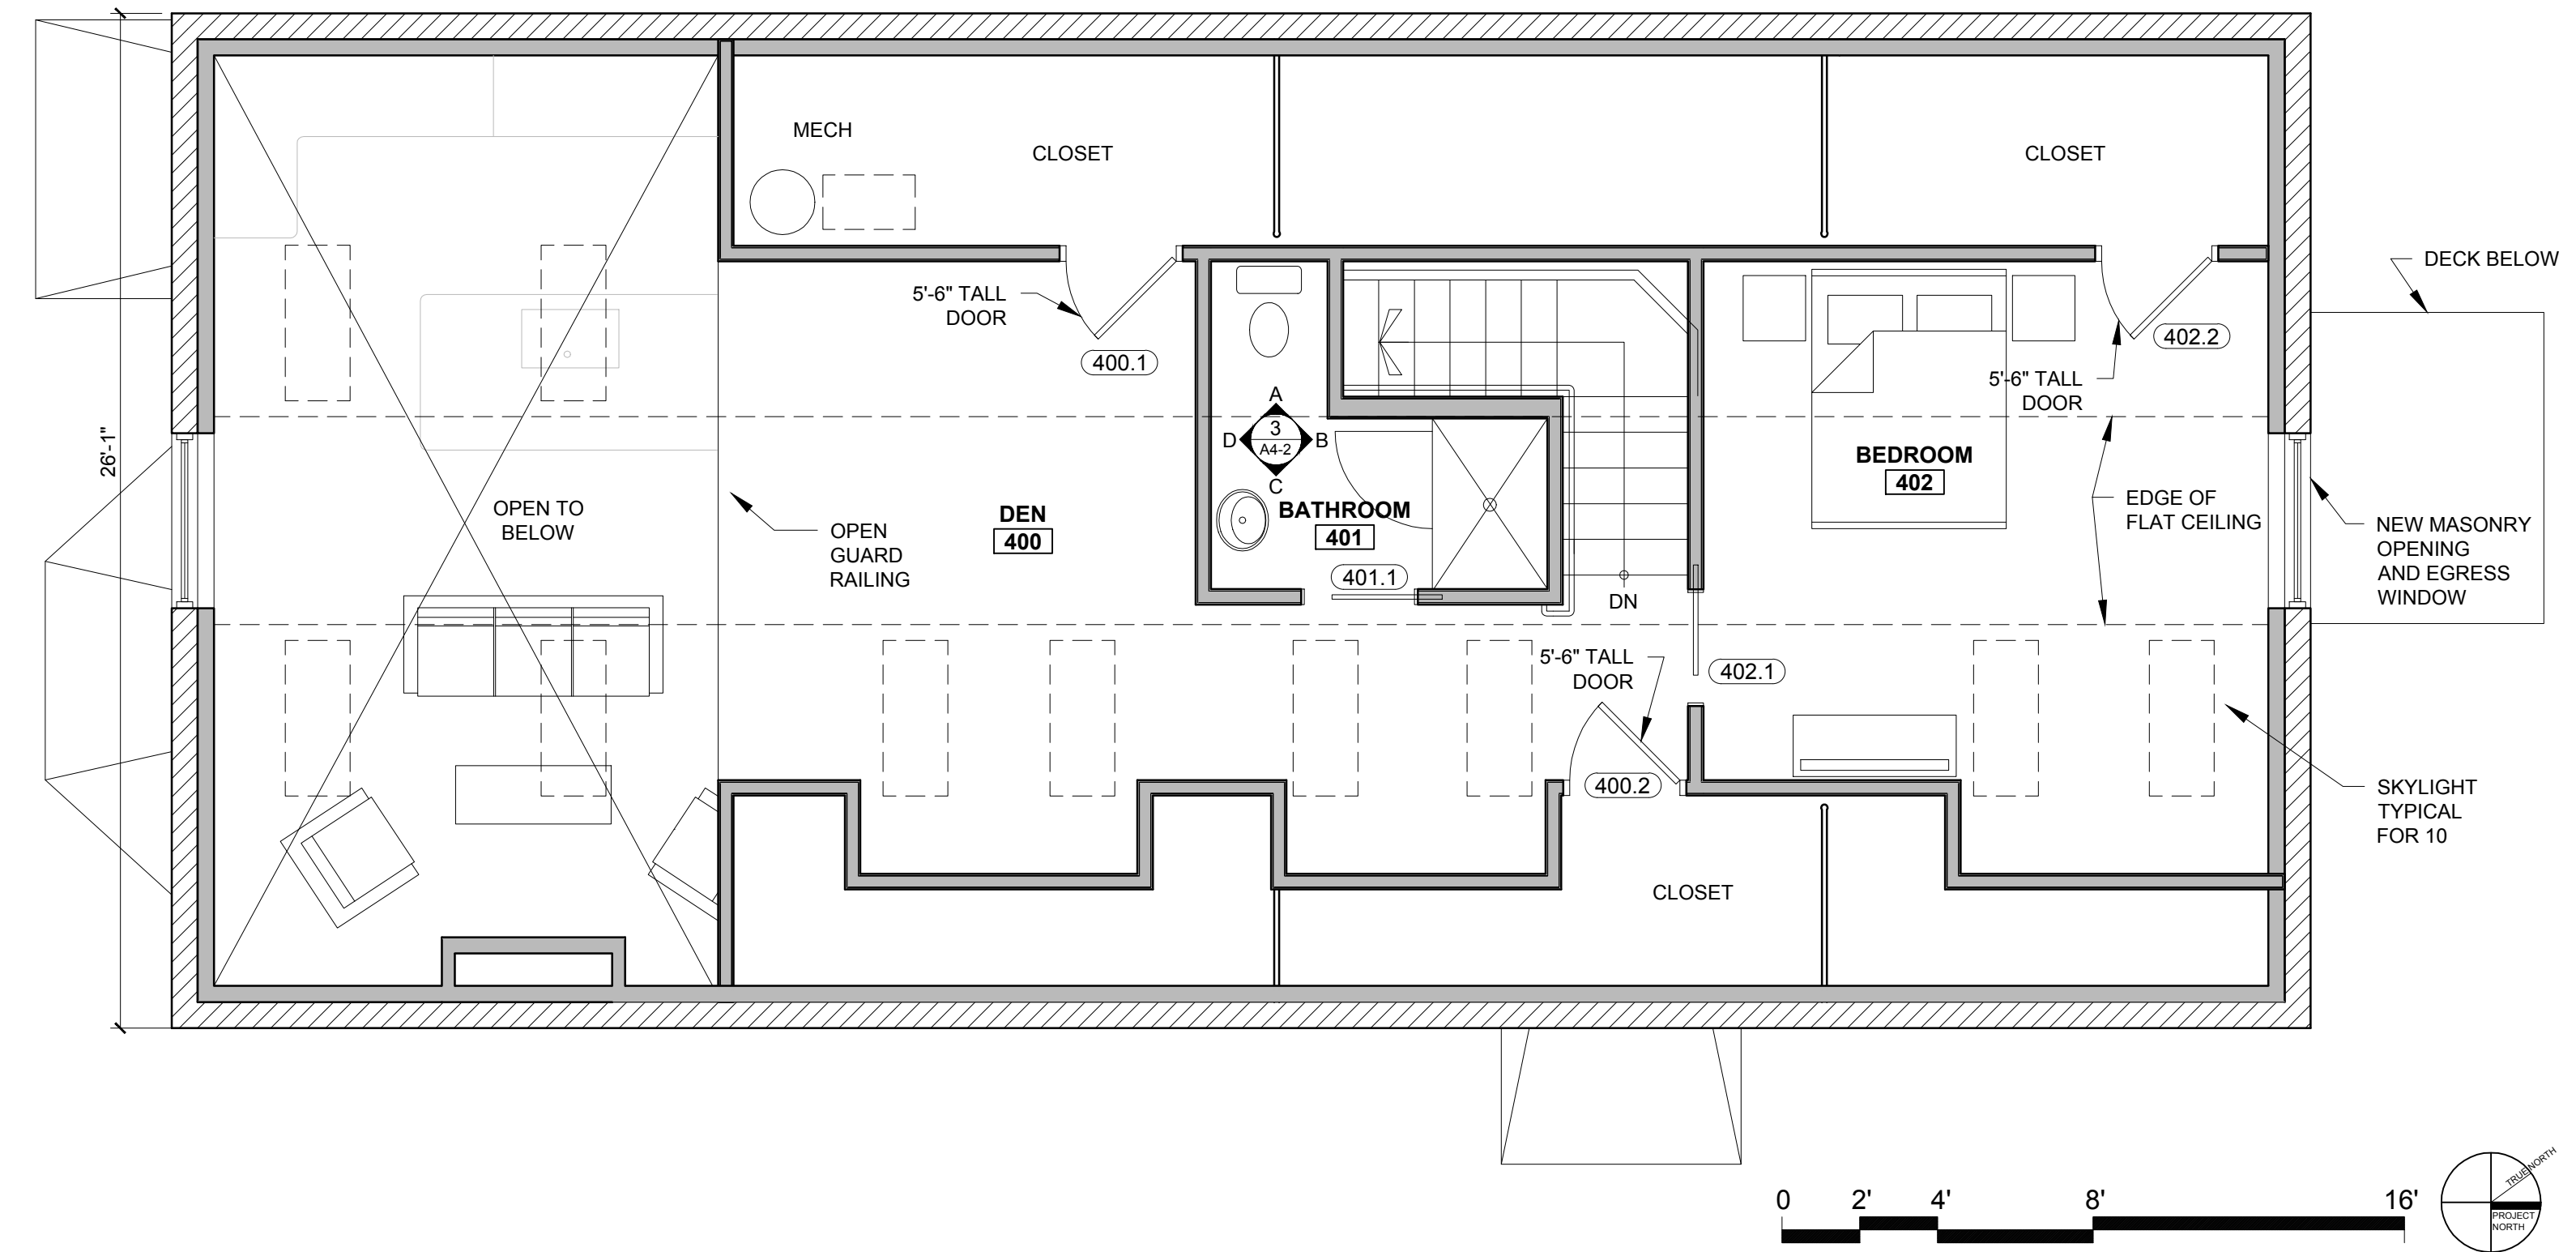 MECH
CLOSET
CLOSET
DECK BELOW
5'-6" TALL
DOOR
400.1
402.2
5'-6" TALL
DOOR
A
D
3
A4-2
B
C
26'-1"
OPEN TO
BELOW
OPEN
GUARD
RAILING
DEN
400
BATHROOM
401
401.1
DN
BEDROOM
402
EDGE OF
FLAT CEILING
NEW MASONRY
OPENING
AND EGRESS
WINDOW
5'-6" TALL
DOOR
402.1
400.2
SKYLIGHT
TYPICAL
FOR 10
CLOSET
0 2' 4' 8' 16'
TRUE NORTH
PROJECT
NORTH